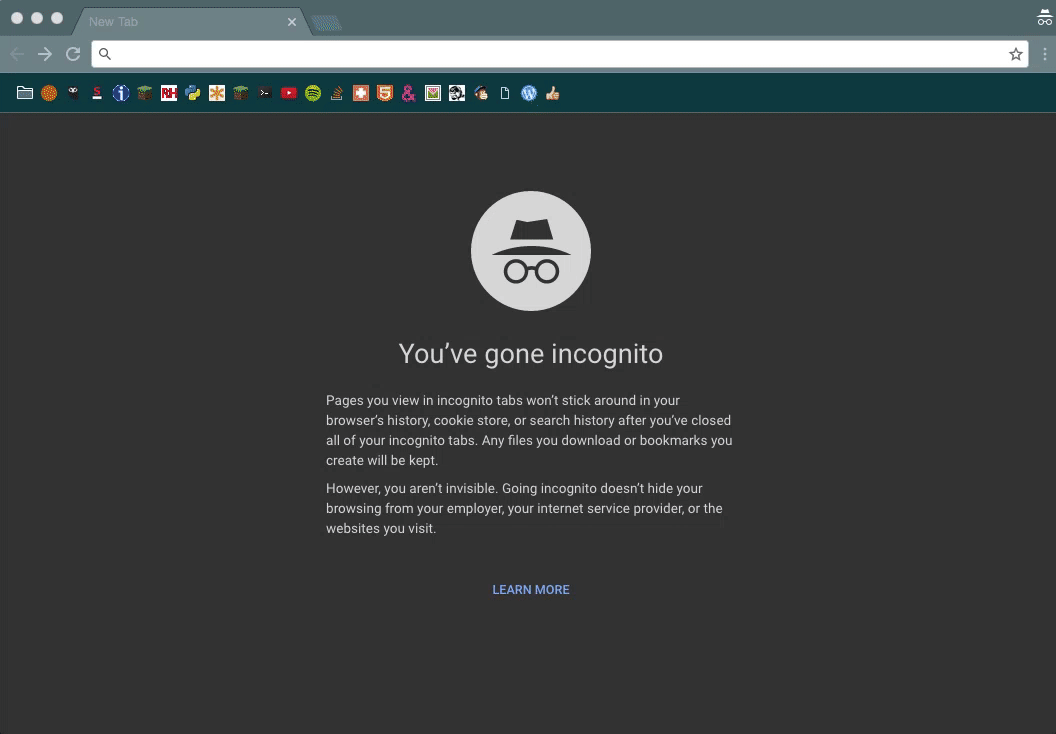 New Tab
RH
You’ve gone incognito
Pages you view in incognito tabs won’t stick around in your
browser’s history, cookie store, or search history after you’ve closed
all of your incognito tabs. Any files you download or bookmarks you
create will be kept.
However, you aren’t invisible. Going incognito doesn’t hide your
browsing from your employer, your internet service provider, or the
websites you visit.
LEARN MORE